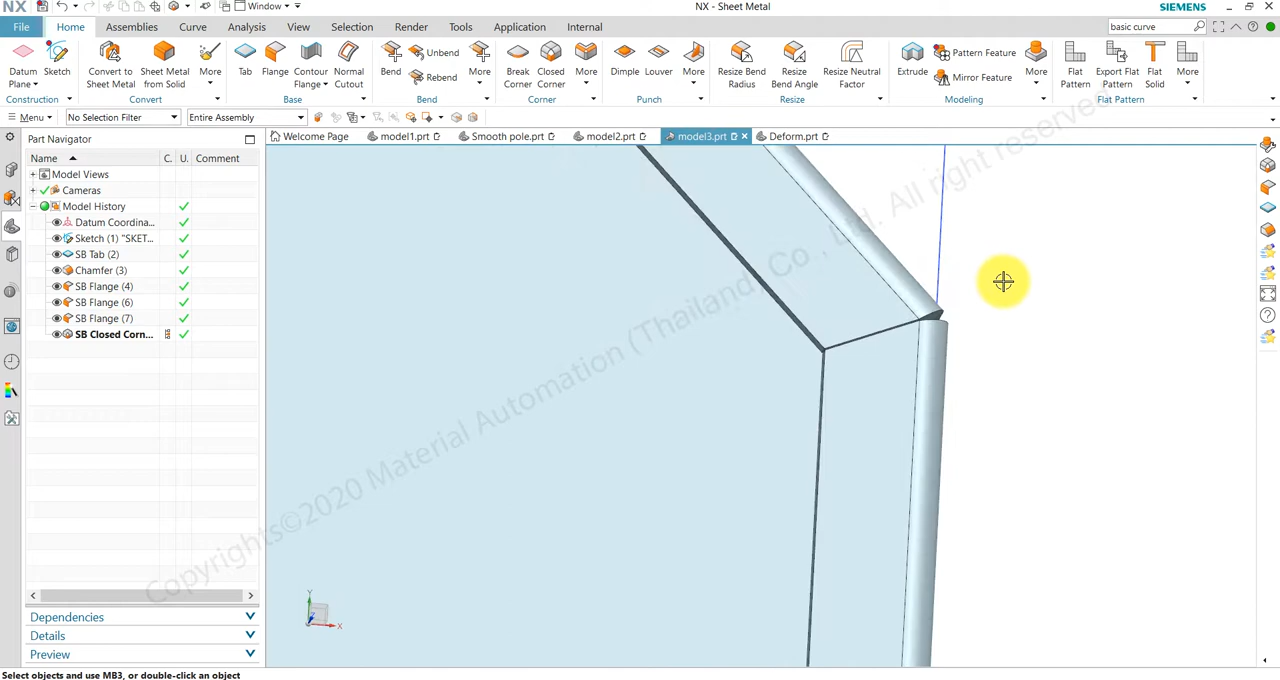 NX
Window
NX - Sheet Metal
SIEMENS
File
Home
Assemblies
Curve
Analysis
View
Selection
Render
Tools
Application
Internal
basic curve
Datum Plane
Sketch
Convert to Sheet Metal
Sheet Metal from Solid
More
Tab
Flange
Contour Flange
Normal Cutout
Bend
Unbend
Rebend
More
Break Corner
Closed Corner
More
Dimple
Louver
More
Resize Bend Radius
Resize Bend Angle
Resize Neutral Factor
Extrude
Pattern Feature
Mirror Feature
More
Flat Pattern
Export Flat Pattern
Flat Solid
More
Construction
Convert
Base
Bend
Corner
Punch
Resize
Modeling
Flat Pattern
Menu
No Selection Filter
Entire Assembly
Part Navigator
Welcome Page
model1.prt
Smooth pole.prt
model2.prt
model3.prt
Deform.prt
Name
C.
U.
Comment
Model Views
Cameras
Model History
Datum Coordina...
Sketch (1) "SKET...
SB Tab (2)
Chamfer (3)
SB Flange (4)
SB Flange (6)
SB Flange (7)
SB Closed Corn...
Dependencies
Details
Preview
Y
Z
X
Copyrights©2020 Material Automation (Thailand) Co., Ltd. All right reserved
Select objects and use MB3, or double-click an object